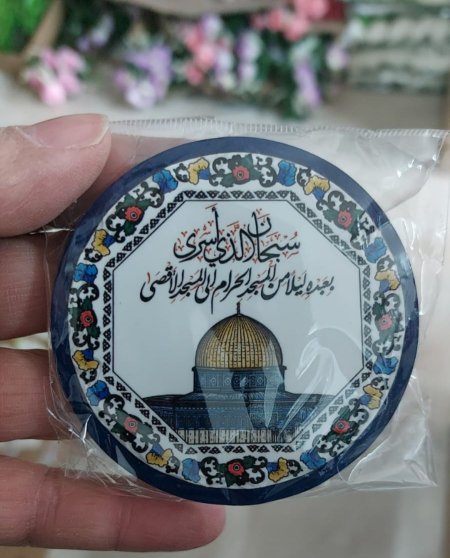 سبحان الذي أسرى
بعبده ليلا من المسجد الحرام إلى المسجد الأقصى